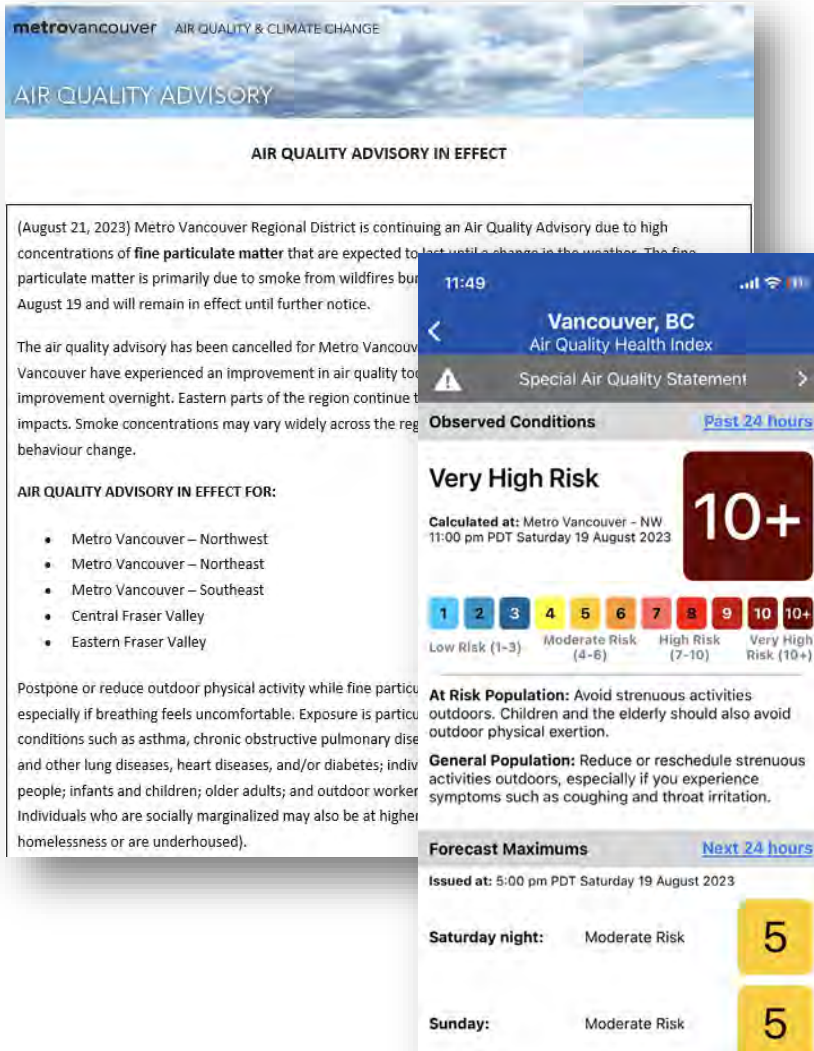 metrovancouver AIR QUALITY & CLIMATE CHANGE
AIR QUALITY ADVISORY
AIR QUALITY ADVISORY IN EFFECT
(August 21, 2023) Metro Vancouver Regional District is continuing an Air Quality Advisory due to high
concentrations of fine particulate matter that are expected to last until a change in the weather. The fine
particulate matter is primarily due to smoke from wildfires
August 19 and will remain in effect until further notice.
The air quality advisory has been cancelled for Metro
Vancouver have experienced an improvement in air quality
improvement overnight. Eastern parts of the region continue
impacts. Smoke concentrations may vary widely across the
behaviour change.
AIR QUALITY ADVISORY IN EFFECT FOR:
• Metro Vancouver – Northwest
• Metro Vancouver – Northeast
• Metro Vancouver – Southeast
• Central Fraser Valley
• Eastern Fraser Valley
Postpone or reduce outdoor physical activity while fine
especially if breathing feels uncomfortable. Exposure is
conditions such as asthma, chronic obstructive pulmonary
and other lung diseases, heart diseases, and/or diabetes;
people; infants and children; older adults; and outdoor
Individuals who are socially marginalized may also be at
homelessness or are underhoused).
11:49
Vancouver, BC
Air Quality Health Index
Special Air Quality Statement
Observed Conditions Past 24 hours
Very High Risk
10+
Calculated at: Metro Vancouver - NW
11:00 pm PDT Saturday 19 August 2023
1 2 3 4 5 6 7 8 9 10 10+
Low Risk (1-3) Moderate Risk (4-6) High Risk (7-10) Very High Risk (10+)
At Risk Population: Avoid strenuous activities
outdoors. Children and the elderly should also avoid
outdoor physical exertion.
General Population: Reduce or reschedule strenuous
activities outdoors, especially if you experience
symptoms such as coughing and throat irritation.
Forecast Maximums Next 24 hours
Issued at: 5:00 pm PDT Saturday 19 August 2023
Saturday night: Moderate Risk 5
Sunday: Moderate Risk 5